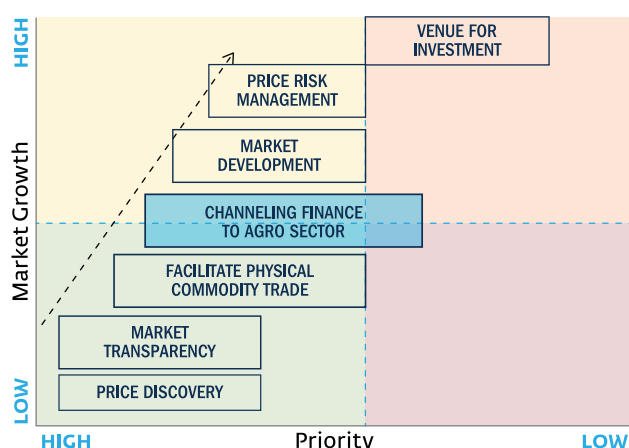 HIGH
VENUE FOR
INVESTMENT
PRICE RISK
MANAGEMENT
MARKET
DEVELOPMENT
CHANNELING FINANCE
TO AGRO SECTOR
FACILITATE PHYSICAL
COMMODITY TRADE
MARKET
TRANSPARENCY
PRICE DISCOVERY
Market Growth
LOW
HIGH
Priority
LOW